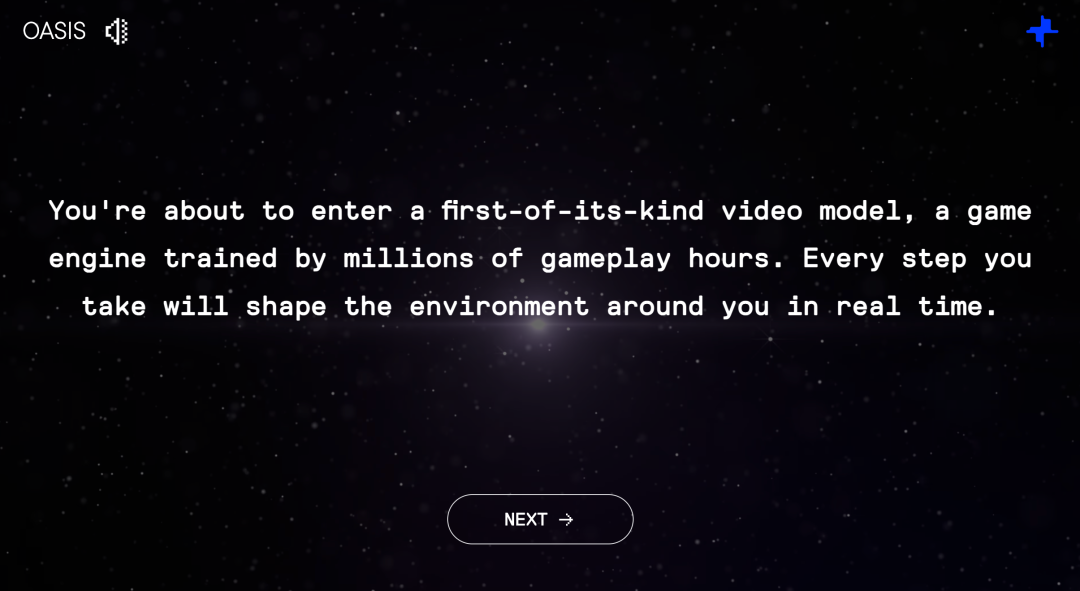 OASIS
You're about to enter a first-of-its-kind video model, a game
engine trained by millions of gameplay hours. Every step you
take will shape the environment around you in real time.
NEXT →